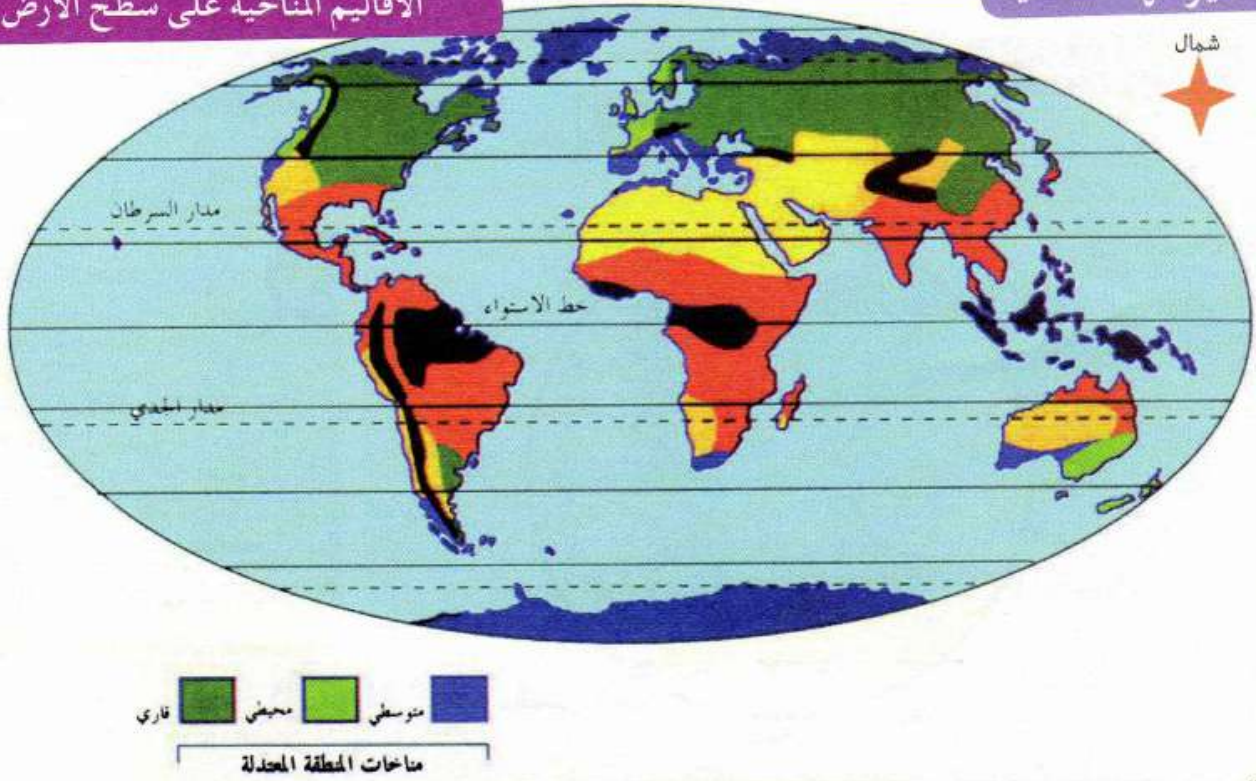 الأقاليم المناخية على سطح الأرض
شمال
مدار السرطان
خط الاستواء
مدار الجدي
متوسطي
محيطي
قاري
مناخات المنطقة المعتدلة